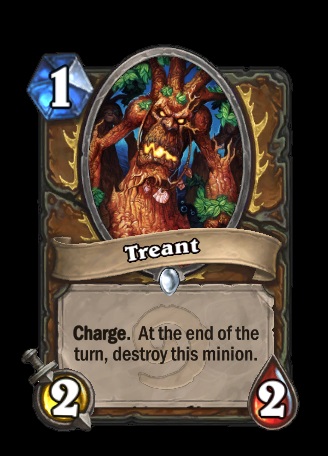 1
Treant
Charge. At the end of the
turn, destroy this minion.
2
2